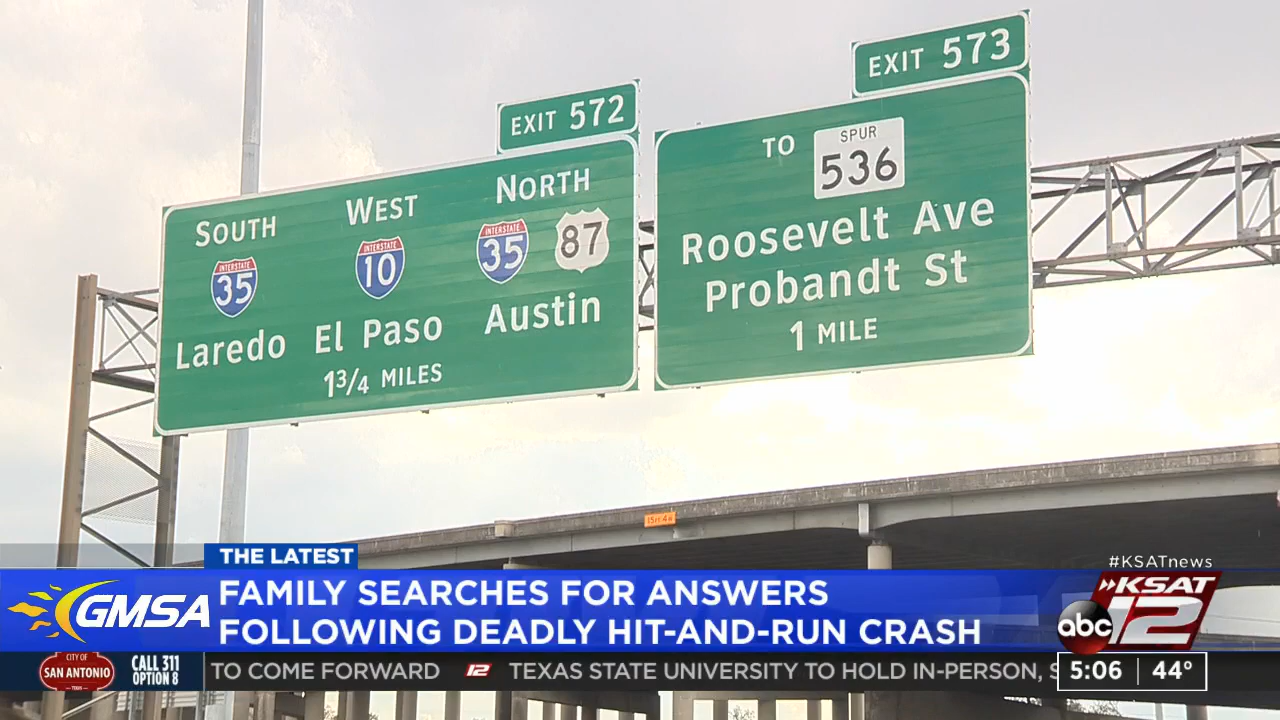 EXIT 573
EXIT 572
TO SPUR 536
Roosevelt Ave
Probandt St
1 MILE
SOUTH WEST NORTH
INTERSTATE 35 INTERSTATE 10 INTERSTATE 35 87
Laredo El Paso Austin
1 3/4 MILES
15FT 4IN
#KSATnews
THE LATEST
GMSA
FAMILY SEARCHES FOR ANSWERS
FOLLOWING DEADLY HIT-AND-RUN CRASH
abc KSAT 12
CITY OF SAN ANTONIO TEXAS
CALL 311
OPTION 8
TO COME FORWARD 12 TEXAS STATE UNIVERSITY TO HOLD IN-PERSON, S
5:06 44°